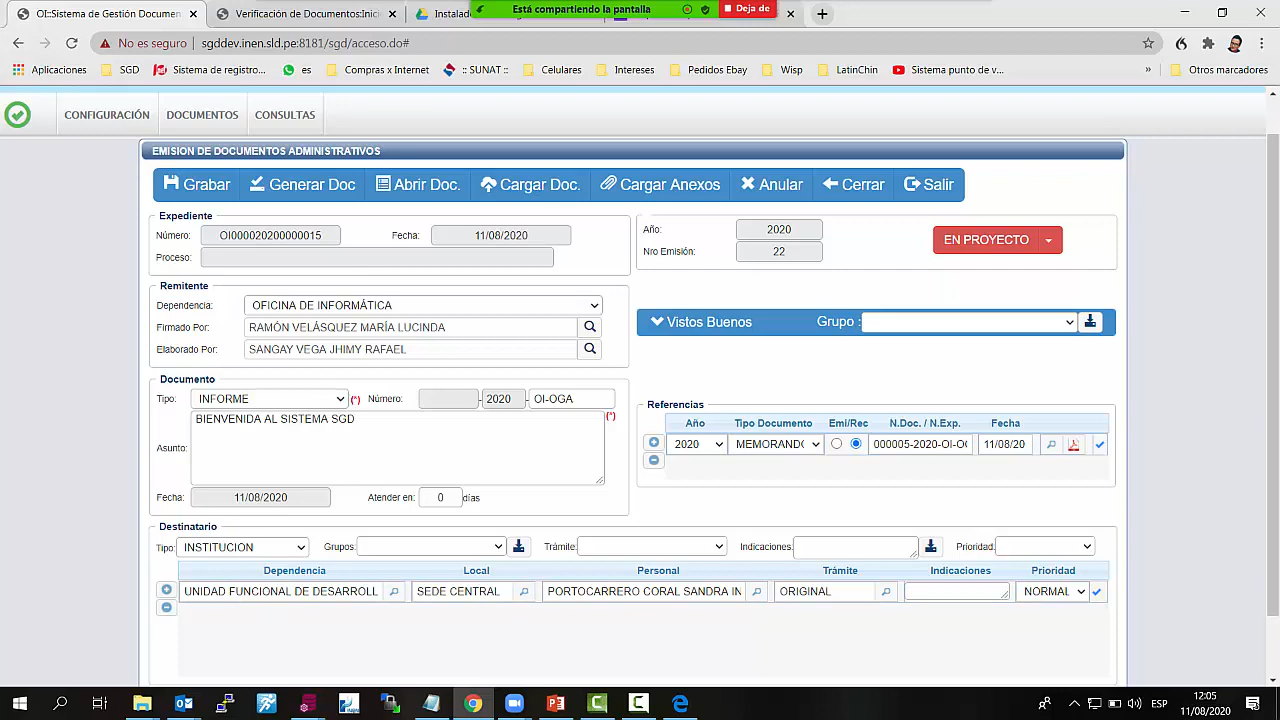 OI:Sistema de Gestión Documen
Verificación de Documentos:Inici
Instalado
Está compartiendo la pantalla
Deja de
No es seguro
sgddev.inen.sld.pe:8181/sgd/acceso.do#
Aplicaciones
SGD
Sistema de registro...
es
Compras x Internet
:: SUNAT ::
Celulares
Intereses
Pedido Ebay
Wisp
LatinChin
Sistema punto de v...
»
Otros marcadores
CONFIGURACIÓN
DOCUMENTOS
CONSULTAS
EMISION DE DOCUMENTOS ADMINISTRATIVOS
Grabar
Generar Doc
Abrir Doc.
Cargar Doc.
Cargar Anexos
Anular
Cerrar
Salir
Expediente
Número: OI000020200000015 Fecha: 11/08/2020
Proceso:
Año: 2020
Nro Emisión: 22
EN PROYECTO
Remitente
Dependencia: OFICINA DE INFORMÁTICA
Firmado Por: RAMÓN VELÁSQUEZ MARÍA LUCINDA
Elaborado Por: SANGAY VEGA JHIMY RAFAEL
Vistos Buenos Grupo :
Documento
Tipo: INFORME (*) Número: - 2020 - OI-OGA
Asunto: BIENVENIDA AL SISTEMA SGD (*)
Fecha: 11/08/2020 Atender en: 0 días
Referencias
Año Tipo Documento Emi/Rec N.Doc. / N.Exp. Fecha
2020 MEMORANDO 000005-2020-OI-OG 11/08/20
Destinatario
Tipo: INSTITUCION Grupos: Trámite: Indicaciones: Prioridad:
Dependencia Local Personal Trámite Indicaciones Prioridad
UNIDAD FUNCIONAL DE DESARROLL SEDE CENTRAL PORTOCARRERO CORAL SANDRA IN ORIGINAL NORMAL
ESP
12:05
11/08/2020